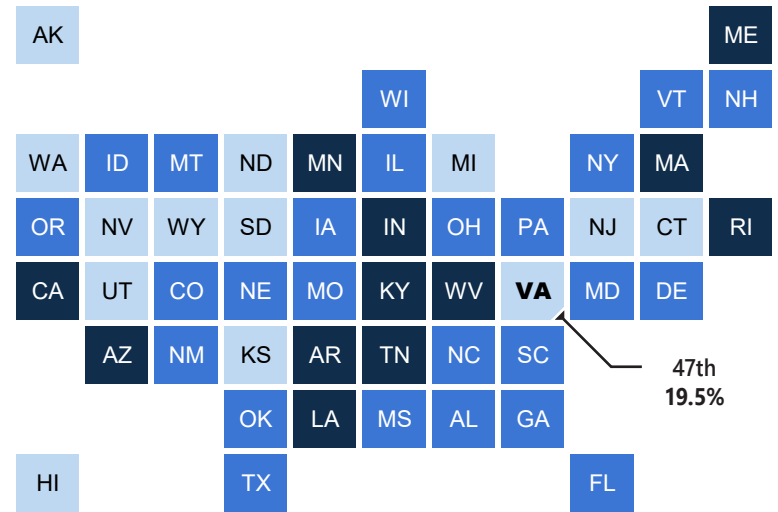 AK ME
WI VT NH
WA ID MT ND MN IL MI NY MA
OR NV WY SD IA IN OH PA NJ CT RI
CA UT CO NE MO KY WV VA MD DE
AZ NM KS AR TN NC SC
47th
19.5%
OK LA MS AL GA
HI TX FL